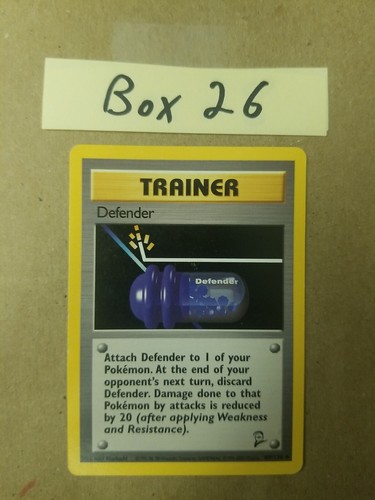 Box 26
TRAINER
Defender
Defender
Attach Defender to 1 of your
Pokémon. At the end of your
opponent's next turn, discard
Defender. Damage done to that
Pokémon by attacks is reduced
by 20 (after applying Weakness
and Resistance).